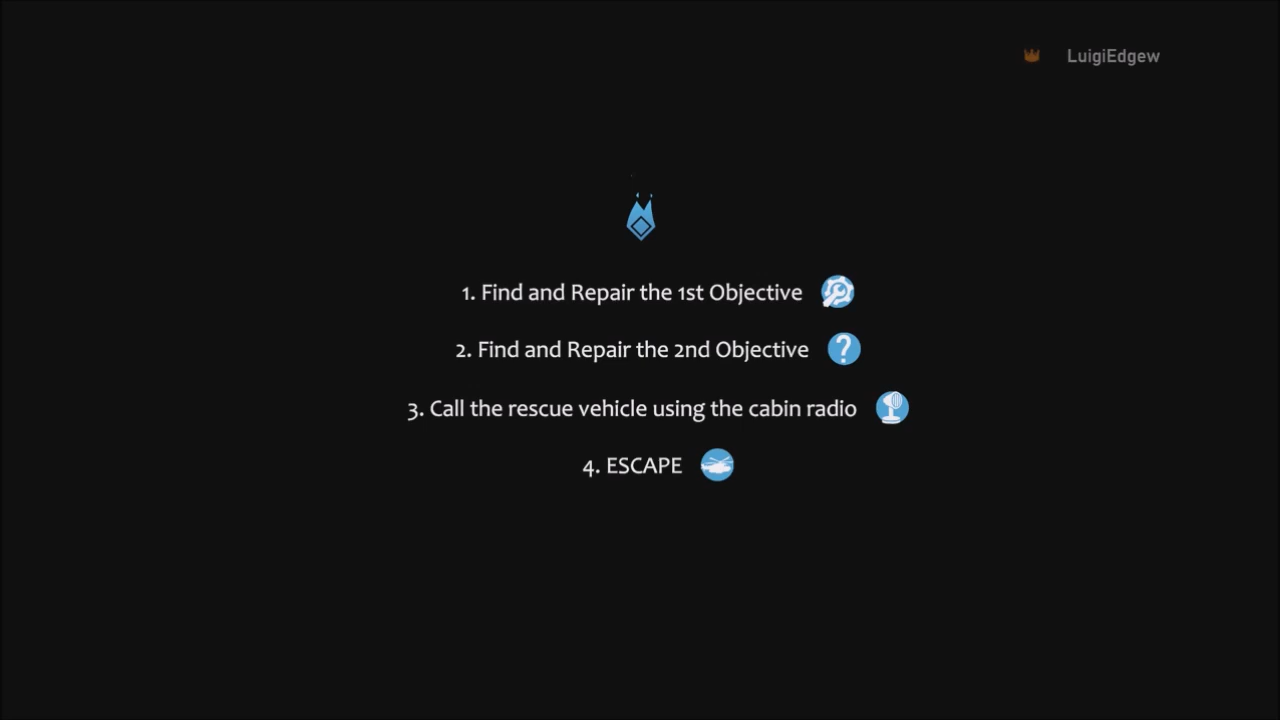 LuigiEdgew
1. Find and Repair the 1st Objective
2. Find and Repair the 2nd Objective
?
3. Call the rescue vehicle using the cabin radio
4. ESCAPE